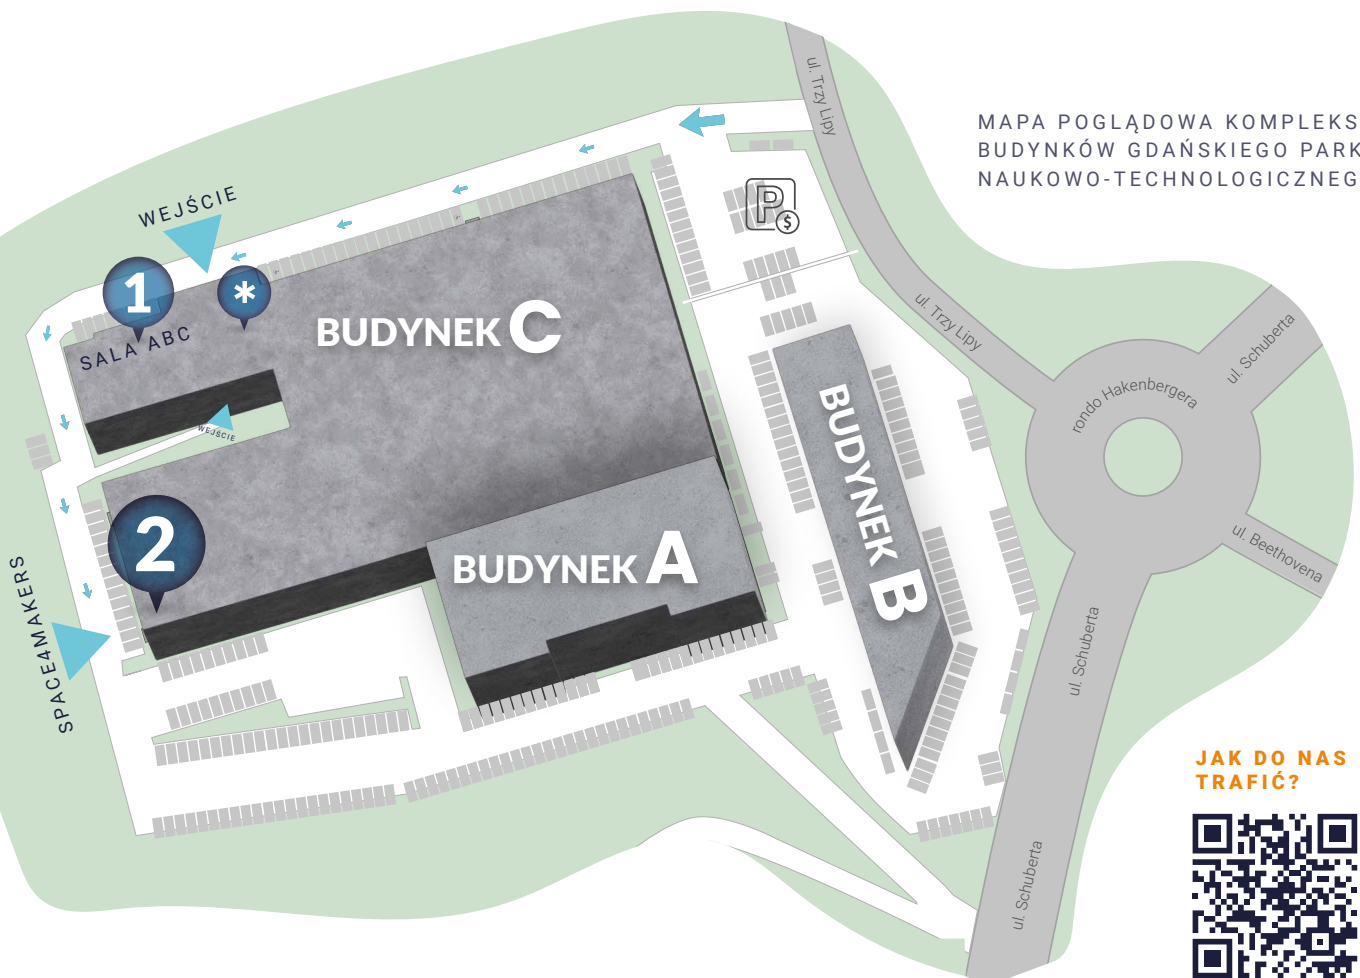 MAPA POGLĄDOWA KOMPLEKS
BUDYNKÓW GDAŃSKIEGO PARK
NAUKOWO-TECHNOLOGICZNEG
ul. Trzy Lipy
WEJŚCIE
P
$
1
*
SALA ABC
BUDYNEK C
ul. Trzy Lipy
ul. Schuberta
rondo Hakenbergera
WEJŚCIE
BUDYNEK B
2
BUDYNEK A
ul. Beethovena
SPACE4MAKERS
ul. Schuberta
JAK DO NAS
TRAFIĆ?
ul. Schuberta